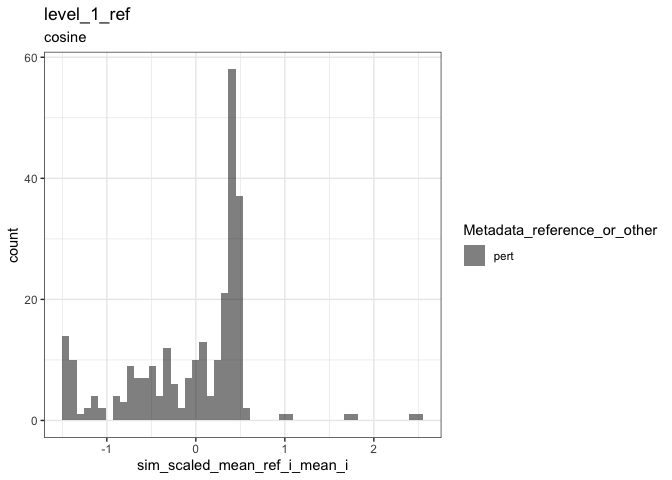 level_1_ref
cosine
60
40
20
0
count
-1
0
1
2
sim_scaled_mean_ref_i_mean_i
Metadata_reference_or_other
pert